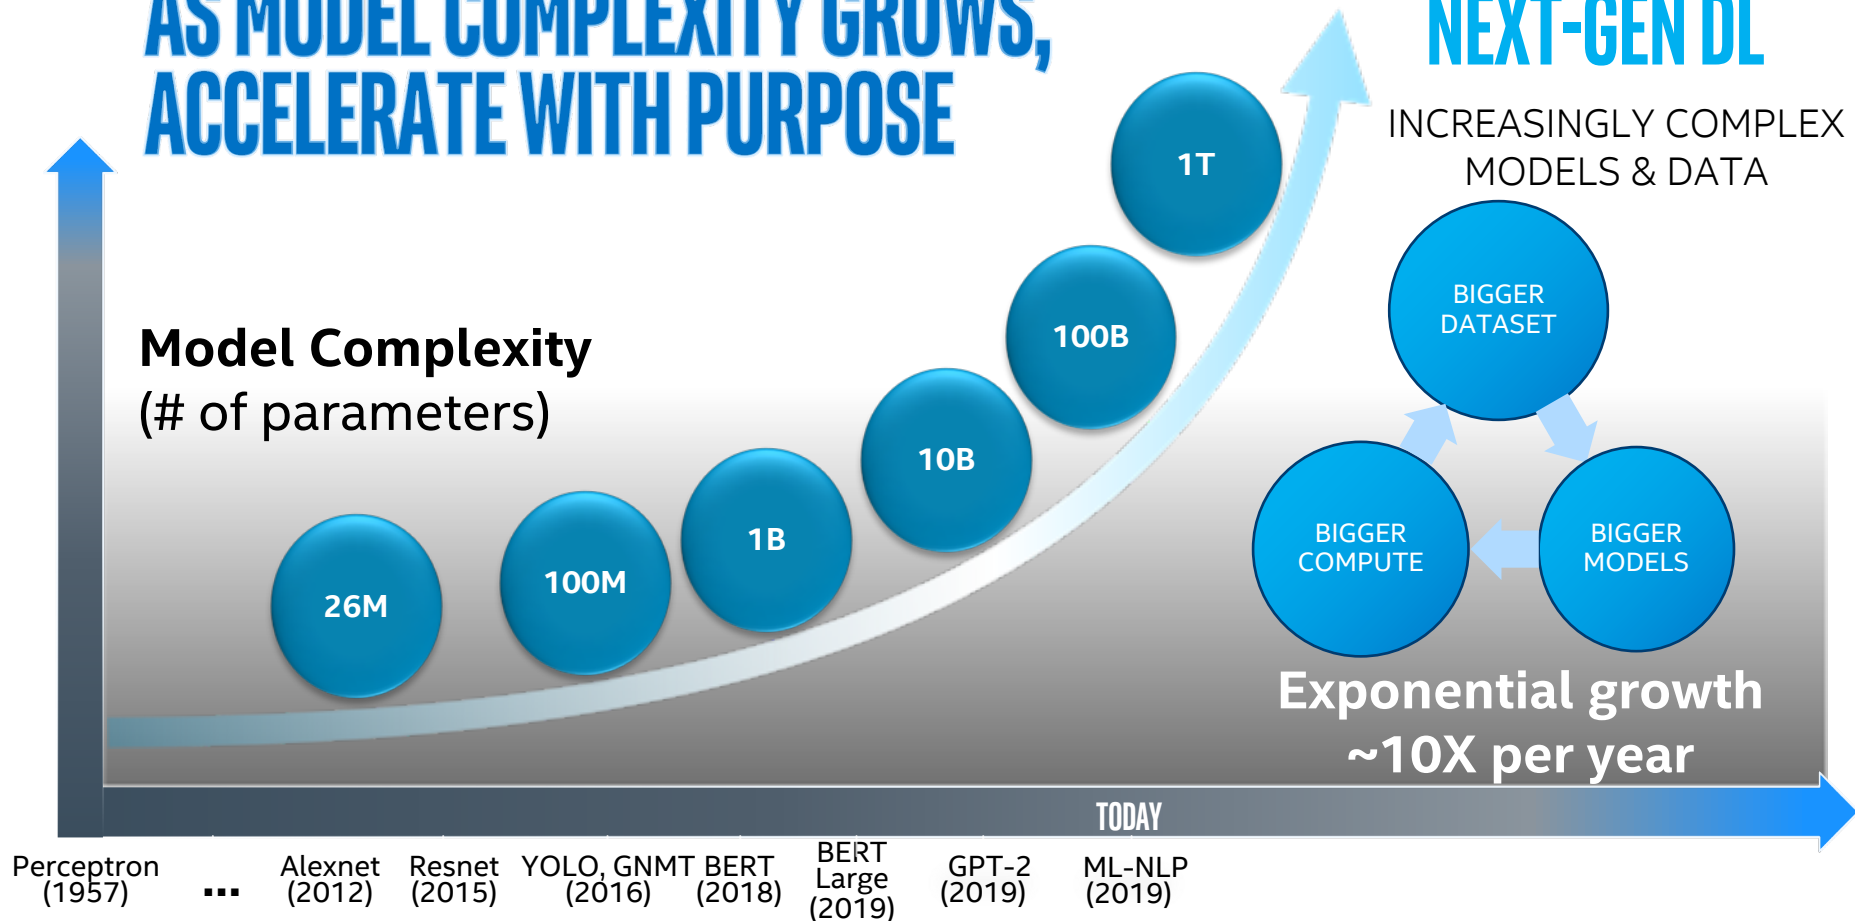 AS MODEL COMPLEXITY GROWS,
ACCELERATE WITH PURPOSE
NEXT-GEN DL
INCREASINGLY COMPLEX
MODELS & DATA
Model Complexity
(# of parameters)
26M
100M
1B
10B
100B
1T
BIGGER
DATASET
BIGGER
COMPUTE
BIGGER
MODELS
Exponential growth
~10X per year
TODAY
Perceptron
(1957)
...
Alexnet
(2012)
Resnet
(2015)
YOLO, GNMT
(2016)
BERT
(2018)
BERT
Large
(2019)
GPT-2
(2019)
ML-NLP
(2019)